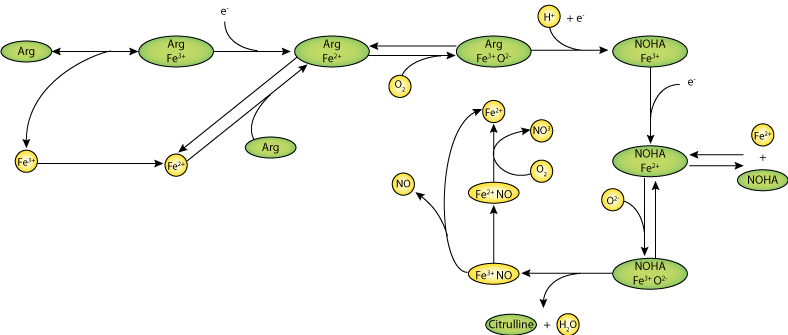 e⁻
H⁺ + e⁻
Arg
Arg
Fe³⁺
Arg
Fe²⁺
Arg
Fe³⁺O²⁻
NOHA
Fe³⁺
O₂
e⁻
Fe²⁺
NO³
Fe²⁺
+
NOHA
Arg
Fe³⁺
Fe²⁺
NOHA
Fe²⁺
O₂
NO
Fe²⁺NO
O²⁻
Fe³⁺NO
NOHA
Fe³⁺O²⁻
Citrulline + H₂O